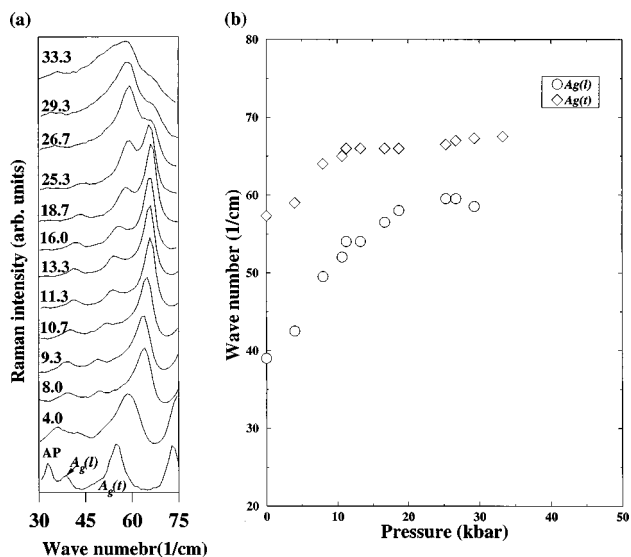 (a)
33.3
29.3
26.7
25.3
18.7
16.0
13.3
11.3
10.7
9.3
8.0
4.0
AP
Ag(l)
Ag(t)
Raman intensity (arb. units)
30 45 60 75
Wave numebr(1/cm)
(b)
80
70
60
50
40
30
20
Wave number (1/cm)
Ag(l)
Ag(t)
0 10 20 30 40 50
Pressure (kbar)